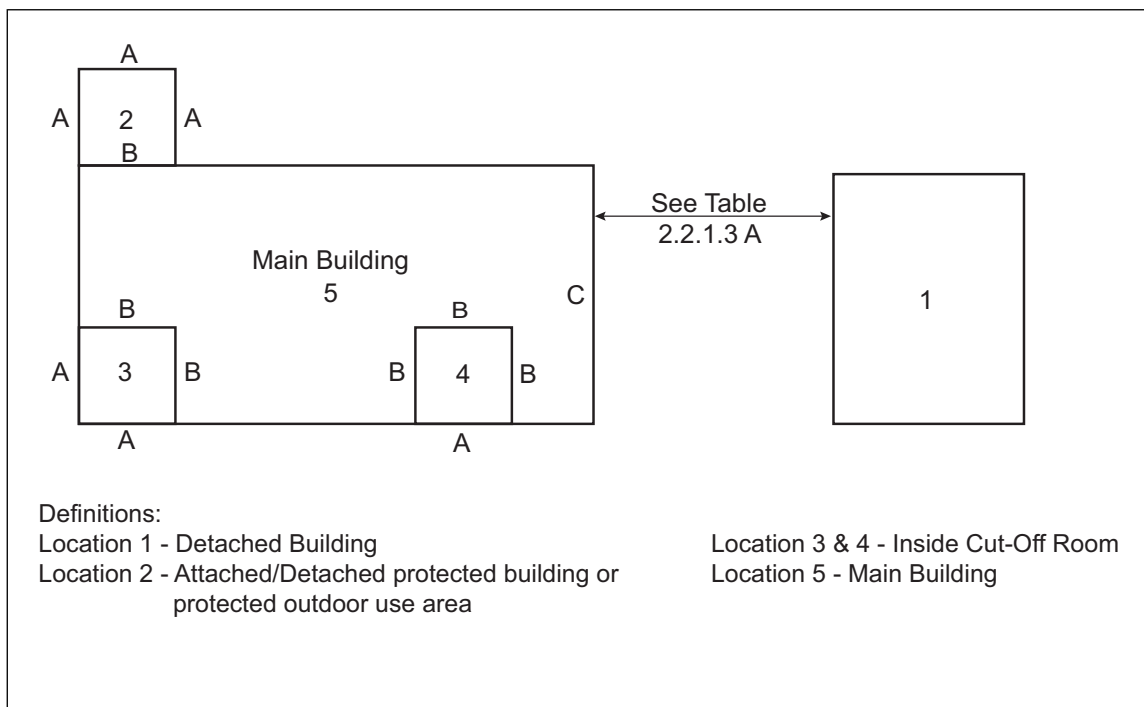 A
A 2 A
B
See Table
2.2.1.3 A
Main Building
5
C
1
B
A 3 B
A
B
B 4 B
A
Definitions:
Location 1 - Detached Building
Location 2 - Attached/Detached protected building or
protected outdoor use area
Location 3 & 4 - Inside Cut-Off Room
Location 5 - Main Building